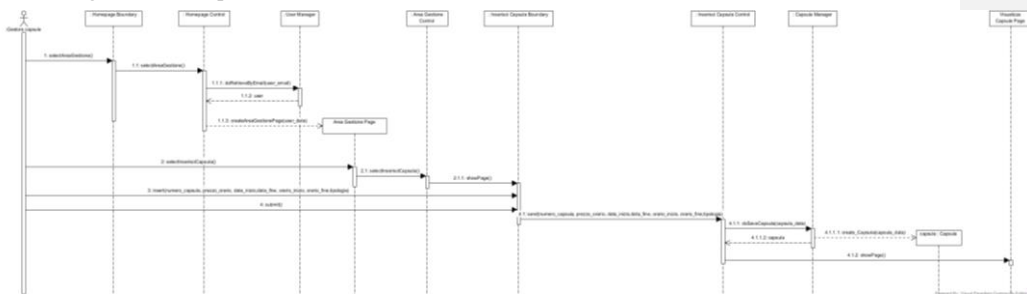 : Homepage Boundary
: Homepage Control
: User Manager
: Area Gestione
Control
: Inserisci Capsula Boundary
: Inserisci Capsula Control
: Capsule Manager
Visualizza
Capsula Page
Gestore capsule
1: selectAreaGestione()
1.1: selectAreaGestione()
1.1.1: doRetrieveByEmail(user_email)
1.1.2: user
1.1.3: createAreaGestionePage(user_data)
Area Gestione Page
2: selectInserisciCapsula()
2.1: selectInserisciCapsula()
2.1.1: showPage()
3: insert(numero_capsula, prezzo_orario, data_inizio,data_fine, orario_inizio, orario_fine,tipologia)
4: submit()
4.1: send(numero_capsula, prezzo_orario, data_inizio,data_fine, orario_inizio, orario_fine,tipologia)
4.1.1: doSaveCapsula(capsula_data)
4.1.1.1: create_Capsula(capsula_data)
capsula : Capsula
4.1.1.2: capsula
4.1.2: showPage()